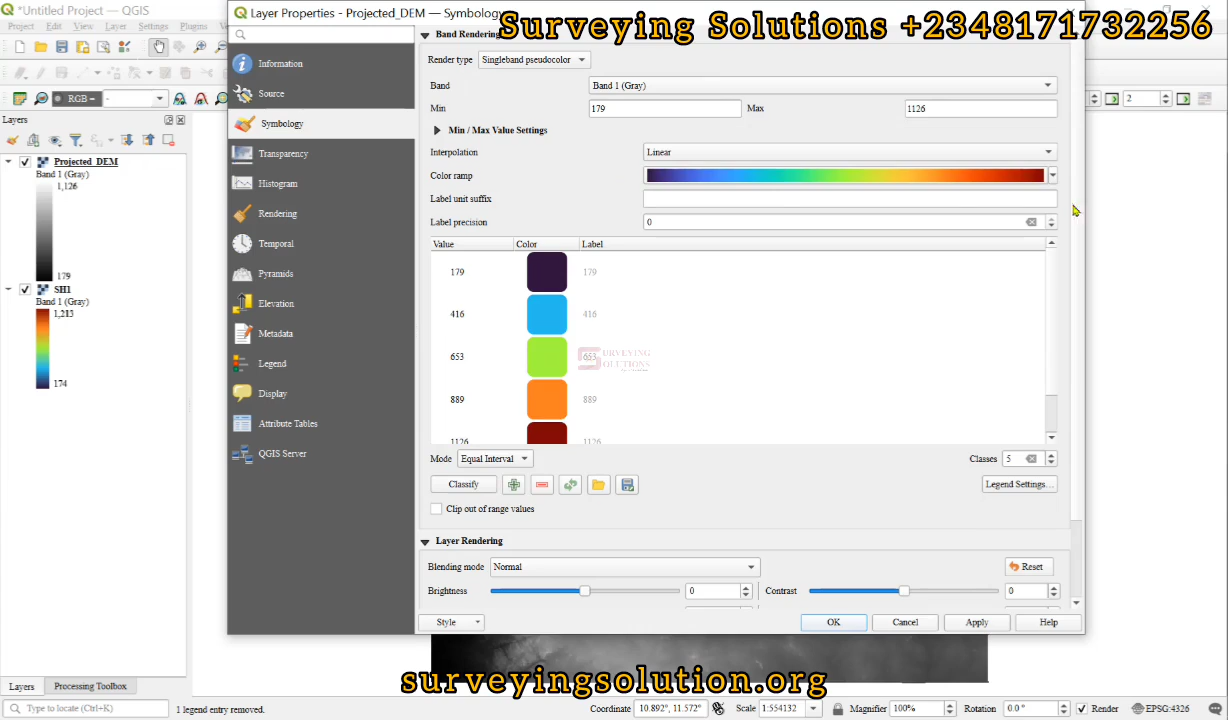 *Untitled Project — QGIS
Layer Properties - Projected_DEM — Symbology
Surveying Solutions +2348171732256
Project Edit View Layer Settings Plugins
Band Rendering
Information
Render type Singleband pseudocolor
Source
Band Band 1 (Gray)
RGB
-
Min 179 Max 1126
2
Layers
Symbology
Min / Max Value Settings
Transparency
Interpolation Linear
Projected_DEM
Band 1 (Gray)
Color ramp
1,126
Histogram
Label unit suffix
Rendering
Label precision 0
Temporal
Value Color Label
179
Pyramids
179 179
SH1
Band 1 (Gray)
Elevation
1,213
416 416
Metadata
653 653
URVEYING
OLUTIONS
Legend
174
Display
889 889
Attribute Tables
1126 1126
QGIS Server
Mode Equal Interval Classes 5
Classify Legend Settings...
Clip out of range values
Layer Rendering
Blending mode Normal Reset
Brightness 0 Contrast 0
Style OK Cancel Apply Help
surveyingsolution.org
Layers Processing Toolbox
Type to locate (Ctrl+K) 1 legend entry removed. Coordinate 10.892°, 11.572° Scale 1:554132 Magnifier 100% Rotation 0.0 ° Render EPSG:4326